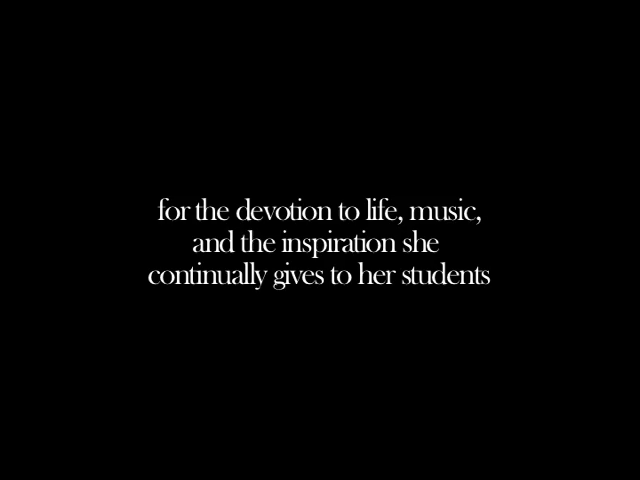 for the devotion to life, music,
and the inspiration she
continually gives to her students